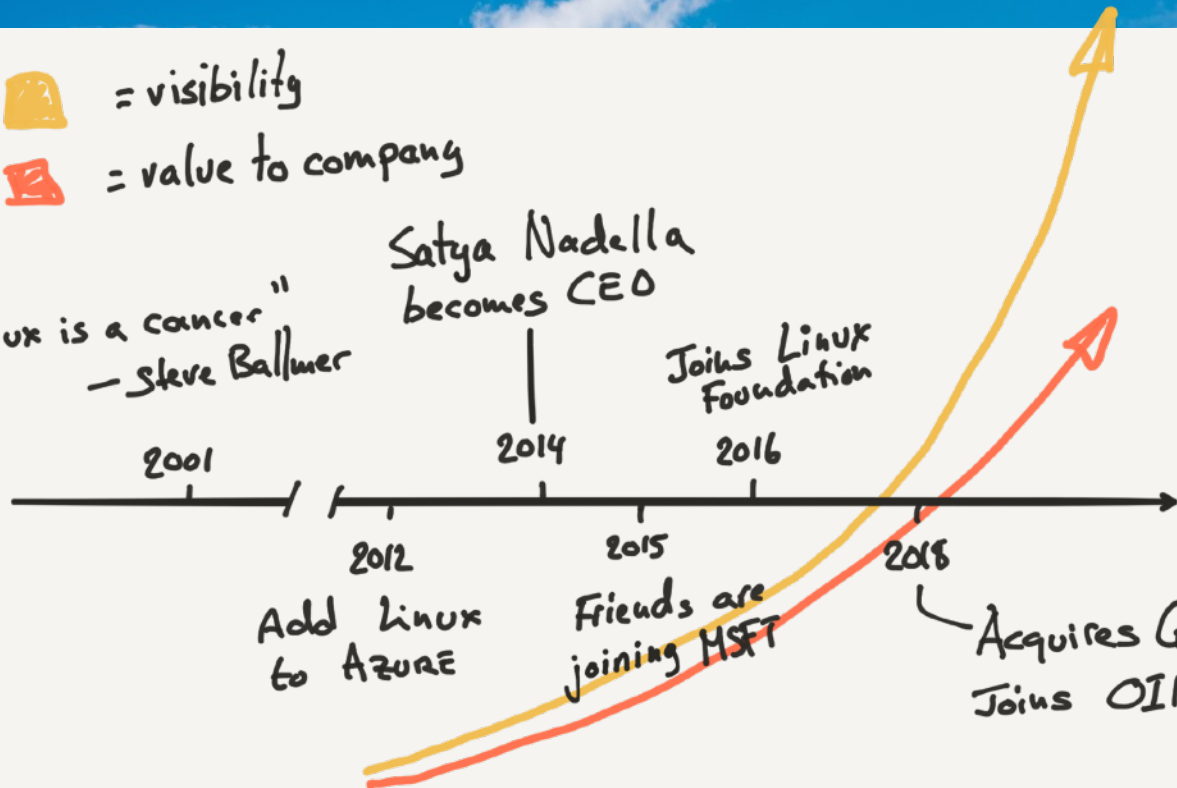 = visibility
= value to company
Satya Nadella
becomes CEO
ux is a cancer"
- Steve Ballmer
Joins Linux
Foundation
2001
2014
2016
2012
2015
2018
Add Linux
to AZURE
Friends are
joining MSFT
Acquires
Joins